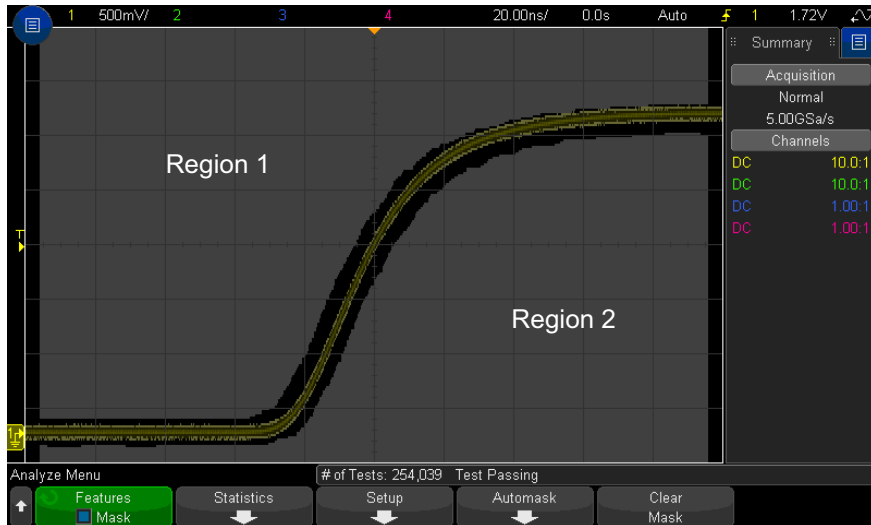 1 500mV/ 2 3 4 20.00ns/ 0.0s Auto 1 1.72V
Summary
Acquisition
Normal
5.00GSa/s
Channels
DC 10.0:1
DC 10.0:1
DC 1.00:1
DC 1.00:1
Region 1
T
Region 2
1
Analyze Menu # of Tests: 254,039 Test Passing
Features Statistics Setup Automask Clear
Mask Mask